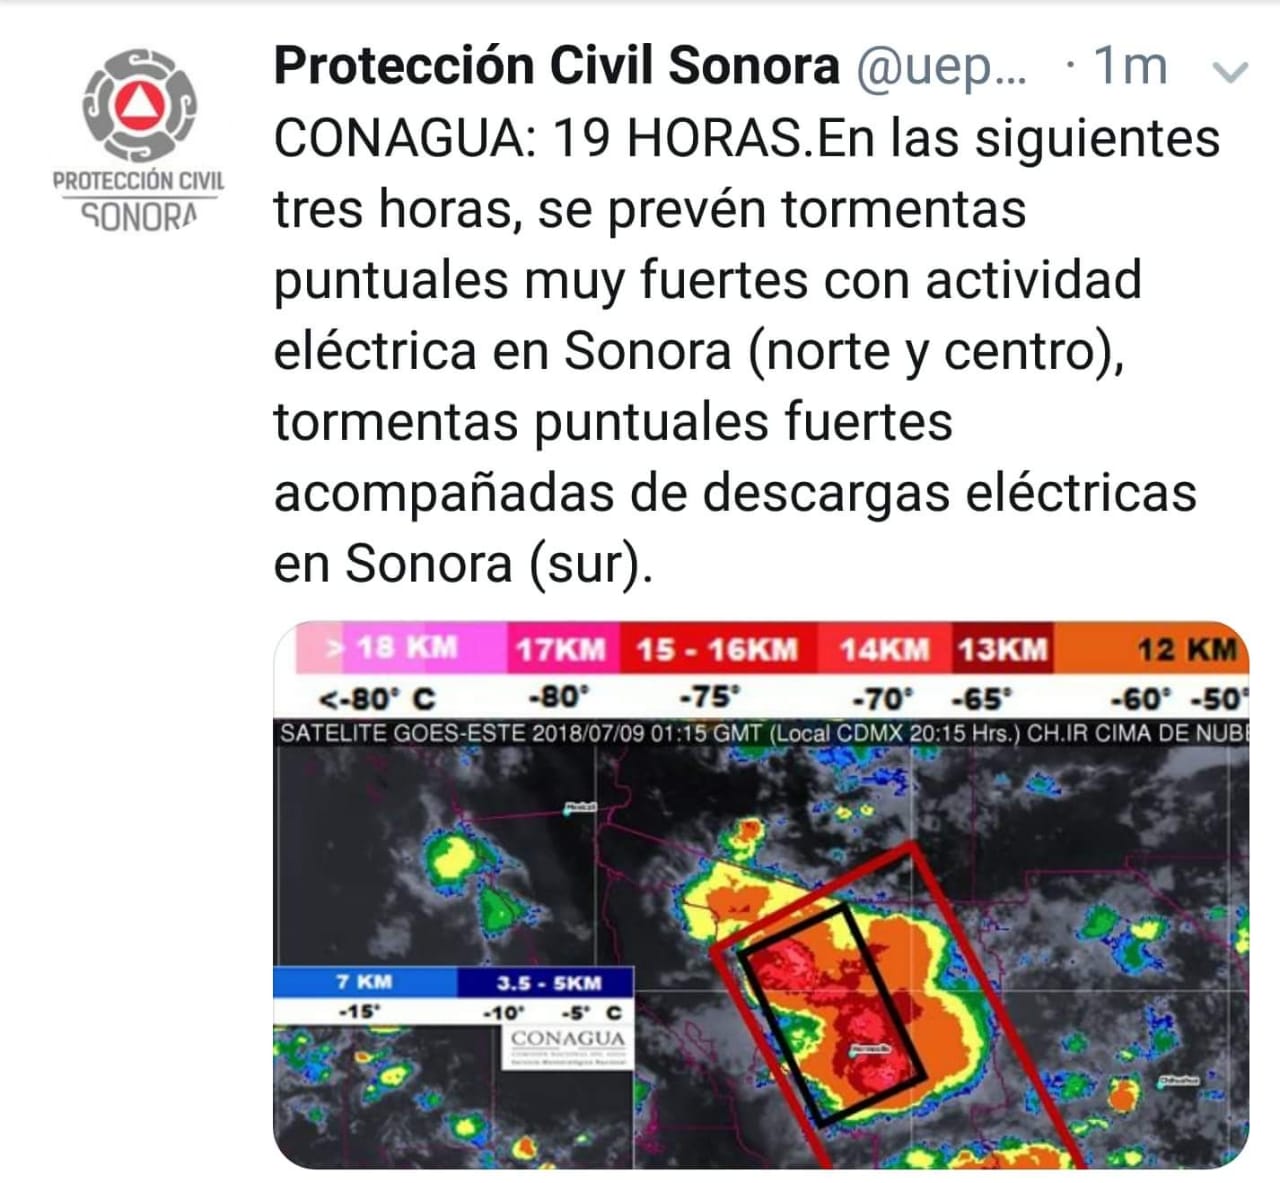 Protección Civil Sonora @uep... · 1m
PROTECCIÓN CIVIL
SONORA
CONAGUA: 19 HORAS.En las siguientes
tres horas, se prevén tormentas
puntuales muy fuertes con actividad
eléctrica en Sonora (norte y centro),
tormentas puntuales fuertes
acompañadas de descargas eléctricas
en Sonora (sur).
> 18 KM 17KM 15 - 16KM 14KM 13KM 12 KM
<-80° C -80° -75° -70° -65° -60° -50°
SATELITE GOES-ESTE 2018/07/09 01:15 GMT (Local CDMX 20:15 Hrs.) CH.IR CIMA DE NUB
7 KM 3.5 - 5KM
-15° -10° -5° C
CONAGUA